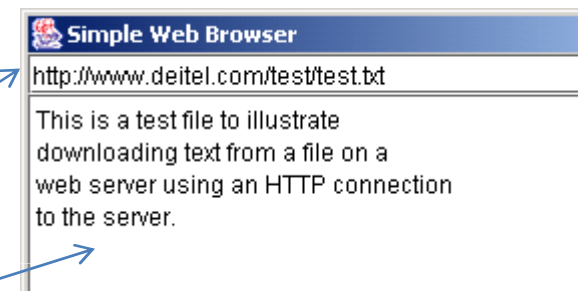 Simple Web Browser
http://www.deitel.com/test/test.txt
This is a test file to illustrate
downloading text from a file on a
web server using an HTTP connection
to the server.